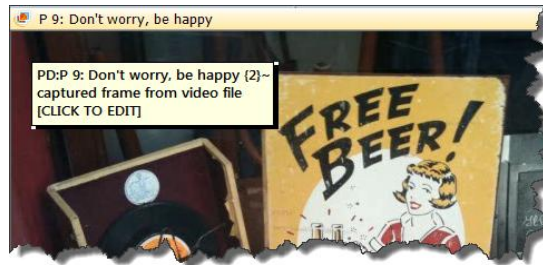 P 9: Don't worry, be happy
PD:P 9: Don't worry, be happy {2}~
captured frame from video file
[CLICK TO EDIT]
FREE
BEER!